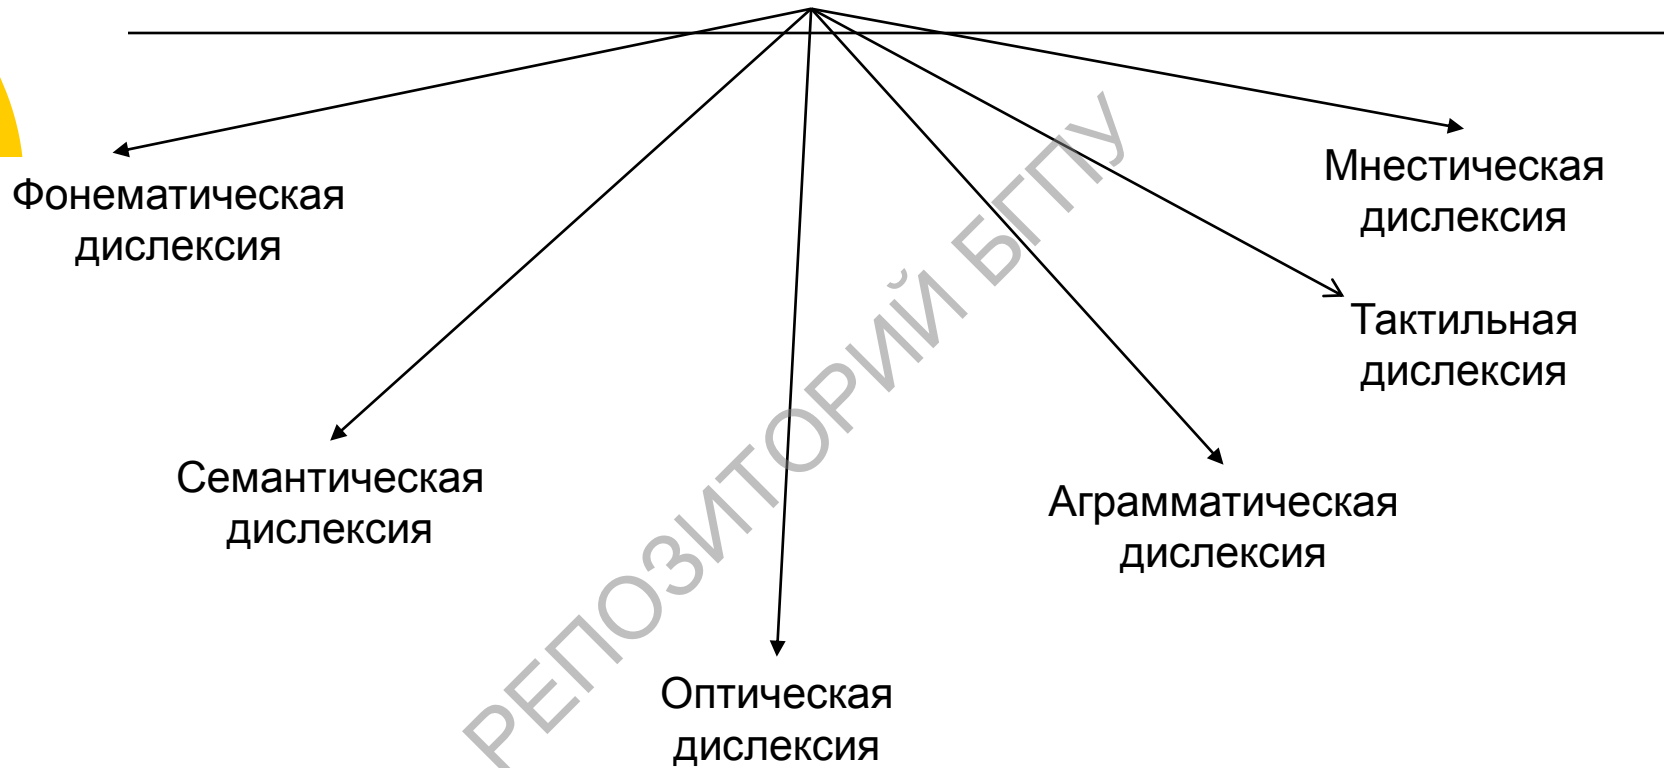 Фонематическая
дислексия
Мнестическая
дислексия
Тактильная
дислексия
Семантическая
дислексия
Аграмматическая
дислексия
Оптическая
дислексия
РЕПОЗИТОРИЙ БГПУ